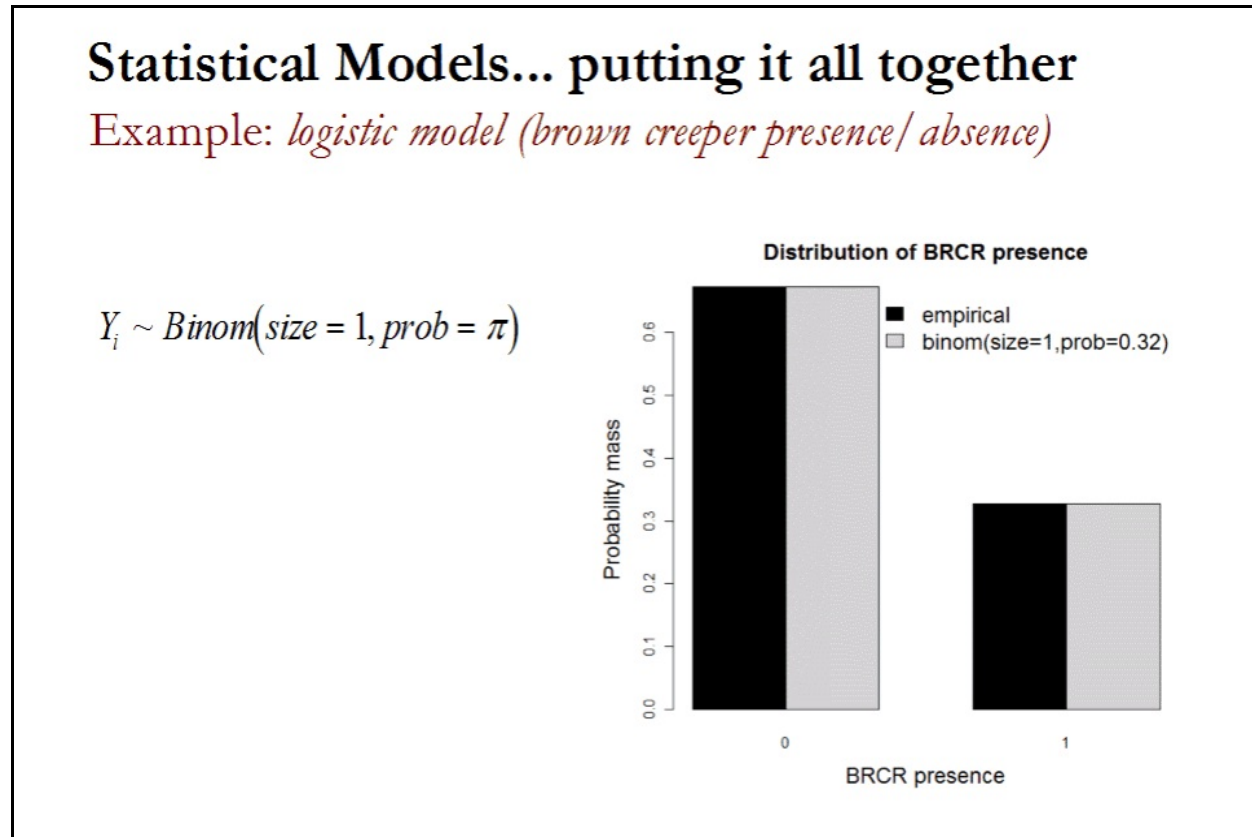 Statistical Models... putting it all together
Example: logistic model (brown creeper presence/absence)
Y_i ~ Binom(size = 1, prob = π)
Distribution of BRCR presence
empirical
binom(size=1,prob=0.32)
Probability mass
0.6
0.5
0.4
0.3
0.2
0.1
0.0
0
1
BRCR presence